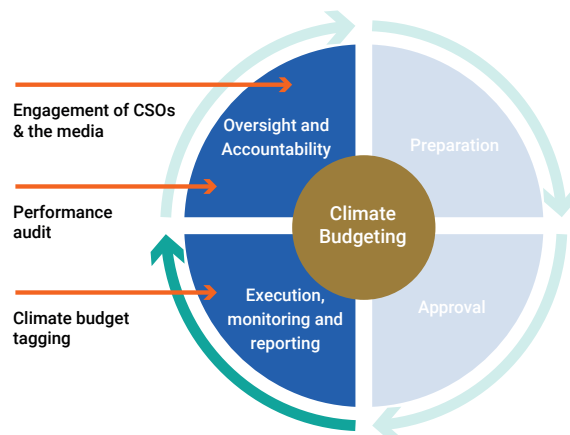 Engagement of CSOs
& the media
Performance
audit
Climate budget
tagging
Oversight and
Accountability
Preparation
Climate
Budgeting
Execution,
monitoring and
reporting
Approval